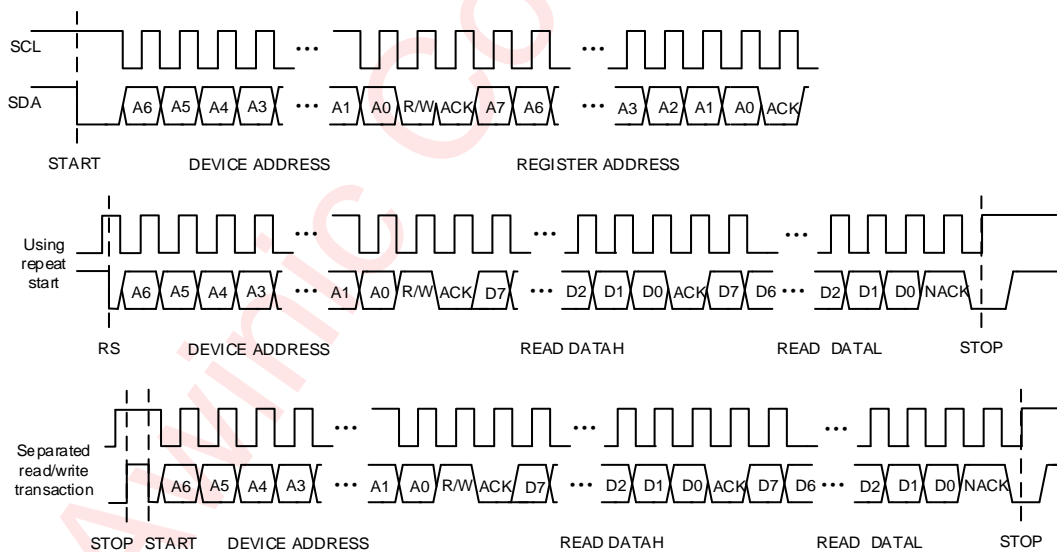 SCL
SDA A6 A5 A4 A3 ••• A1 A0 R/W ACK A7 A6 ••• A3 A2 A1 A0 ACK
START DEVICE ADDRESS REGISTER ADDRESS
Using
repeat
start
A6 A5 A4 A3 ••• A1 A0 R/W ACK D7 ••• D2 D1 D0 ACK D7 D6 ••• D2 D1 D0 NACK
RS DEVICE ADDRESS READ DATAH READ DATAL STOP
Separated
read/write
transaction
A6 A5 A4 A3 ••• A1 A0 R/W ACK D7 ••• D2 D1 D0 ACK D7 D6 ••• D2 D1 D0 NACK
STOP START DEVICE ADDRESS READ DATAH READ DATAL STOP
Awinic Co